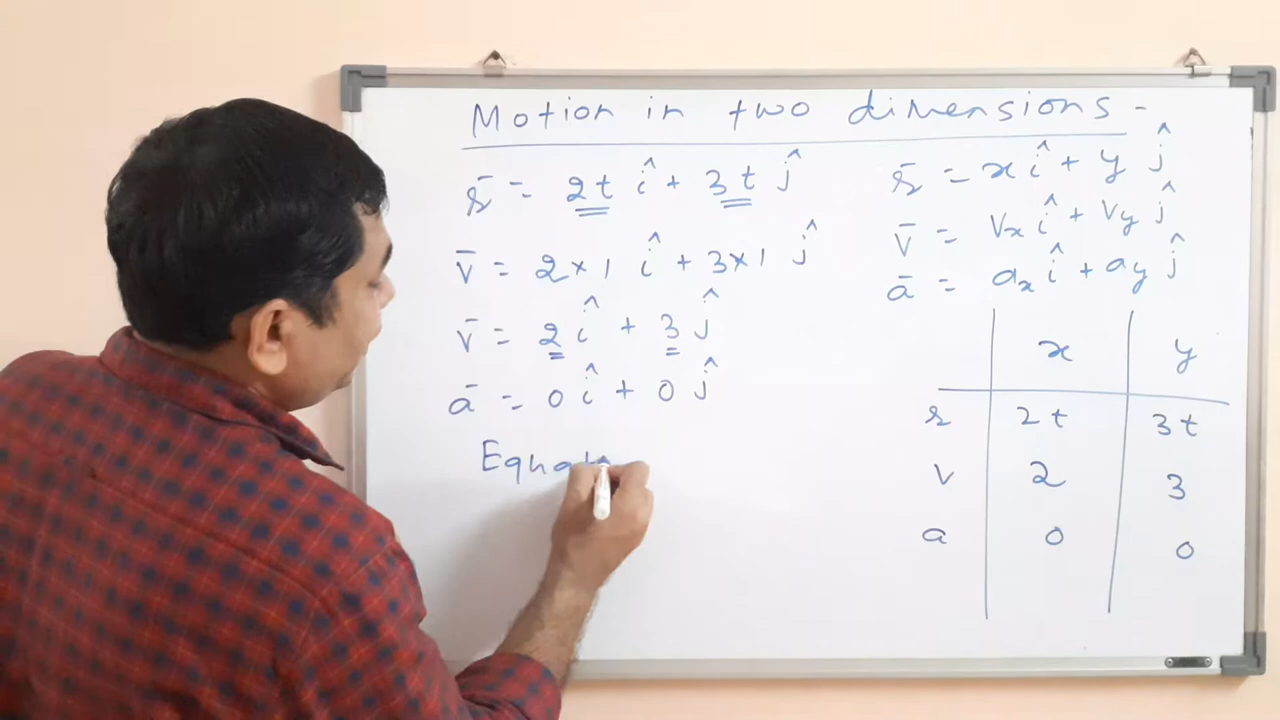 Motion in two dimensions -
r̄ = 2t î + 3t ĵ
v̄ = 2×1 î + 3×1 ĵ
v̄ = 2 î + 3 ĵ
ā = 0 î + 0 ĵ
Equat
r̄ = x î + y ĵ
v̄ = Vx î + Vy ĵ
ā = ax î + ay ĵ
x y
r 2t 3t
v 2 3
a 0 0